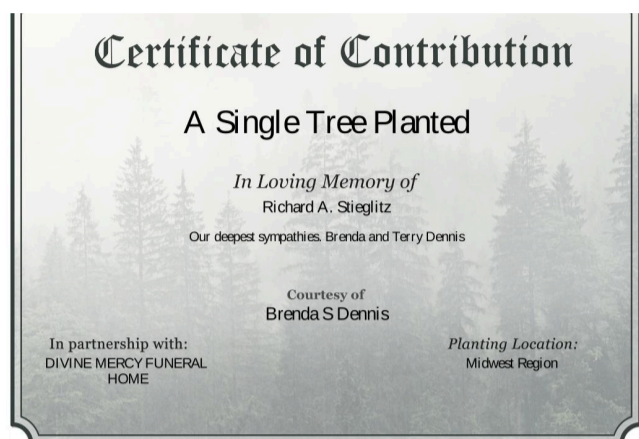 Certificate of Contribution
A Single Tree Planted
In Loving Memory of
Richard A. Stieglitz
Our deepest sympathies. Brenda and Terry Dennis
Courtesy of
Brenda S Dennis
In partnership with:
DIVINE MERCY FUNERAL
HOME
Planting Location:
Midwest Region